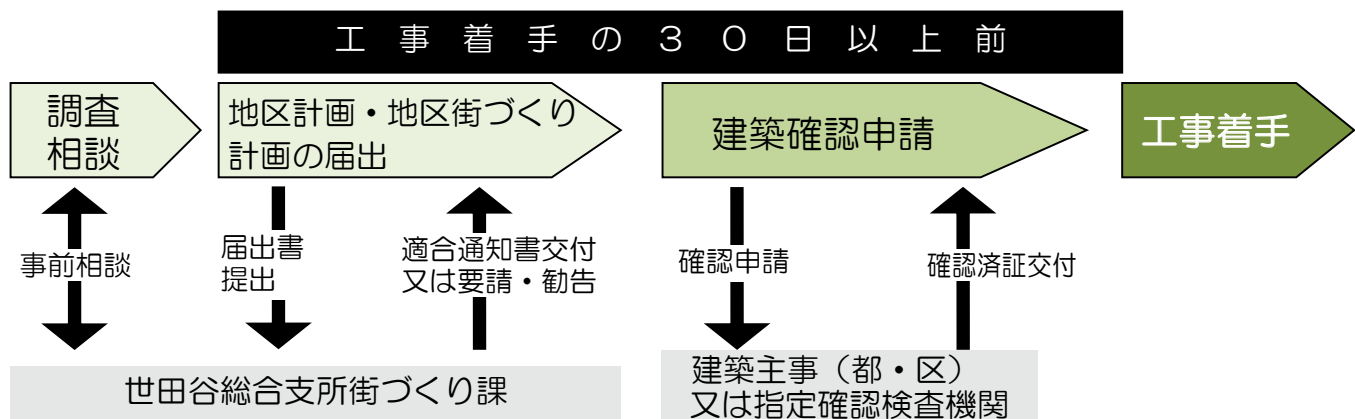 工事着手の３０日以上前
調査
相談
地区計画・地区街づくり
計画の届出
建築確認申請
工事着手
事前相談
届出書
提出
適合通知書交付
又は要請・勧告
確認申請
確認済証交付
世田谷総合支所街づくり課
建築主事（都・区）
又は指定確認検査機関